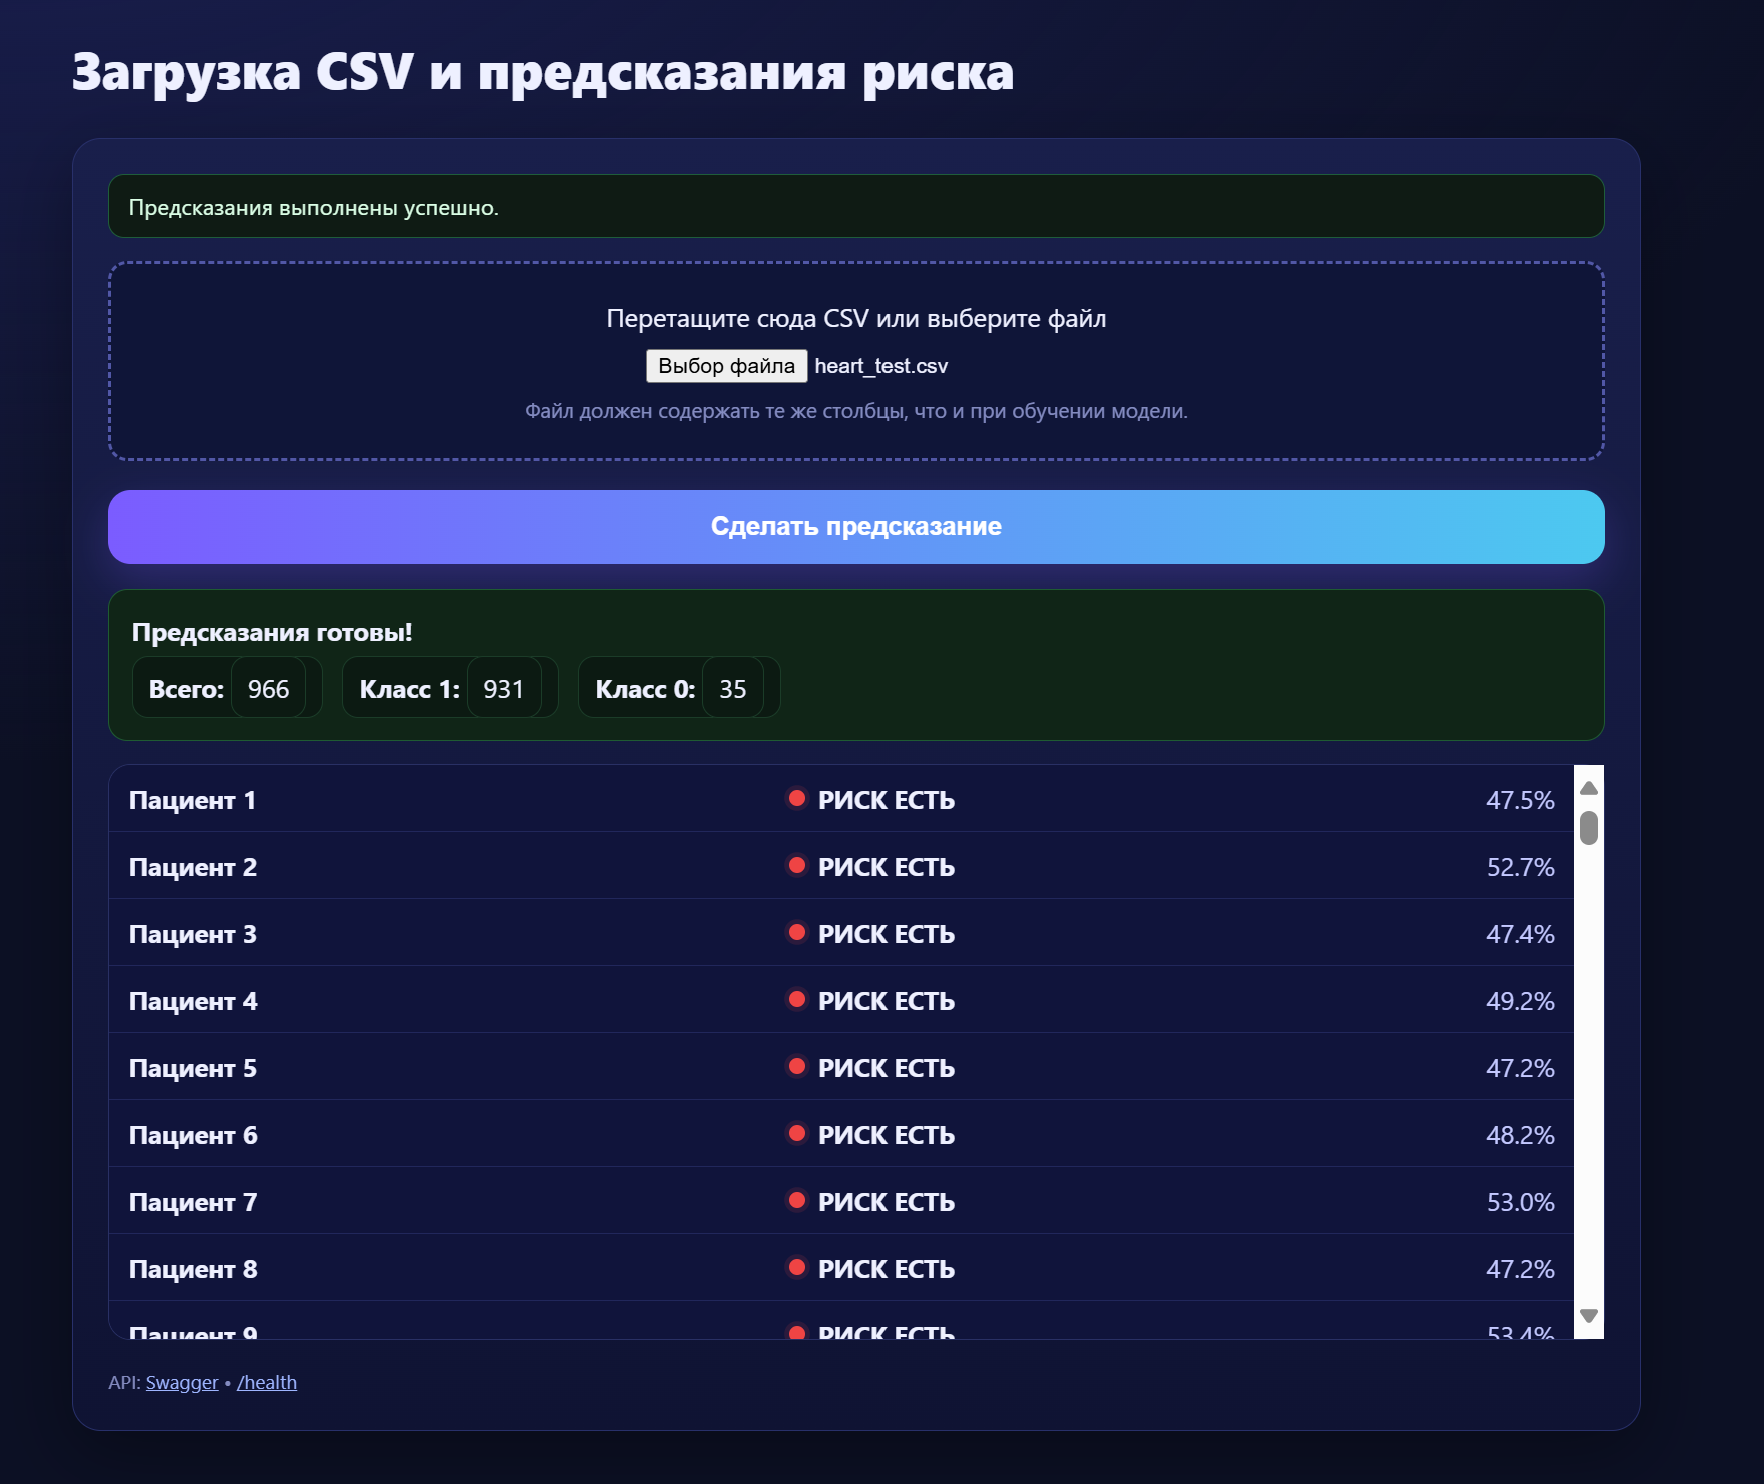 Загрузка CSV и предсказания риска
Предсказания выполнены успешно.
Перетащите сюда CSV или выберите файл
Выбор файла heart_test.csv
Файл должен содержать те же столбцы, что и при обучении модели.
Сделать предсказание
Предсказания готовы!
Всего: 966 Класс 1: 931 Класс 0: 35
Пациент 1 РИСК ЕСТЬ 47.5%
Пациент 2 РИСК ЕСТЬ 52.7%
Пациент 3 РИСК ЕСТЬ 47.4%
Пациент 4 РИСК ЕСТЬ 49.2%
Пациент 5 РИСК ЕСТЬ 47.2%
Пациент 6 РИСК ЕСТЬ 48.2%
Пациент 7 РИСК ЕСТЬ 53.0%
Пациент 8 РИСК ЕСТЬ 47.2%
Пациент 9 РИСК ЕСТЬ 53.4%
API: Swagger • /health